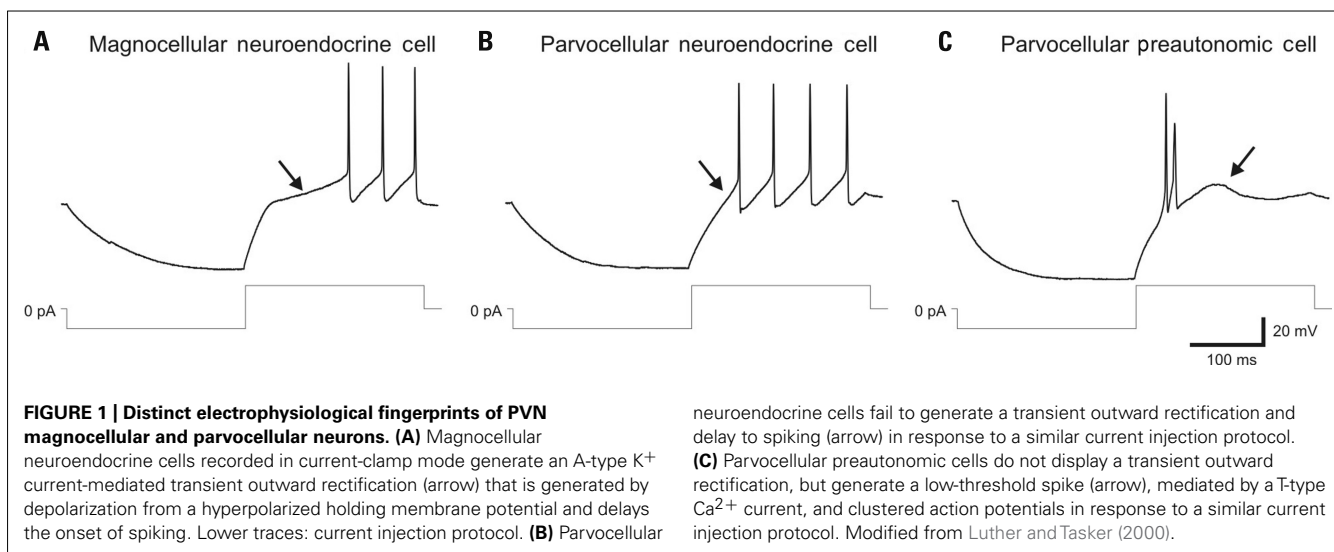 A Magnocellular neuroendocrine cell
B Parvocellular neuroendocrine cell
C Parvocellular preautonomic cell
0 pA
0 pA
0 pA
20 mV
100 ms
FIGURE 1 | Distinct electrophysiological fingerprints of PVN
magnocellular and parvocellular neurons. (A) Magnocellular
neuroendocrine cells recorded in current-clamp mode generate an A-type K+
current-mediated transient outward rectification (arrow) that is generated by
depolarization from a hyperpolarized holding membrane potential and delays
the onset of spiking. Lower traces: current injection protocol. (B) Parvocellular
neuroendocrine cells fail to generate a transient outward rectification and
delay to spiking (arrow) in response to a similar current injection protocol.
(C) Parvocellular preautonomic cells do not display a transient outward
rectification, but generate a low-threshold spike (arrow), mediated by a T-type
Ca2+ current, and clustered action potentials in response to a similar current
injection protocol. Modified from Luther and Tasker (2000).